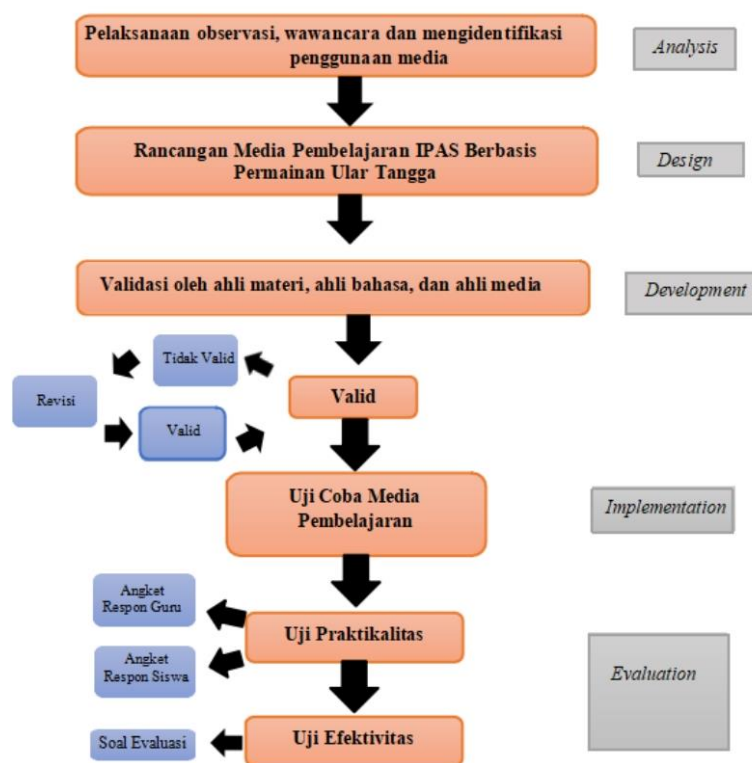 Pelaksanaan observasi, wawancara dan mengidentifikasi
penggunaan media
Analysis
Rancangan Media Pembelajaran IPAS Berbasis
Permainan Ular Tangga
Design
Validasi oleh ahli materi, ahli bahasa, dan ahli media
Development
Tidak Valid
Revisi
Valid
Valid
Uji Coba Media
Pembelajaran
Implementation
Angket
Respon Guru
Uji Praktikalitas
Angket
Respon Siswa
Evaluation
Soal Evaluasi
Uji Efektivitas